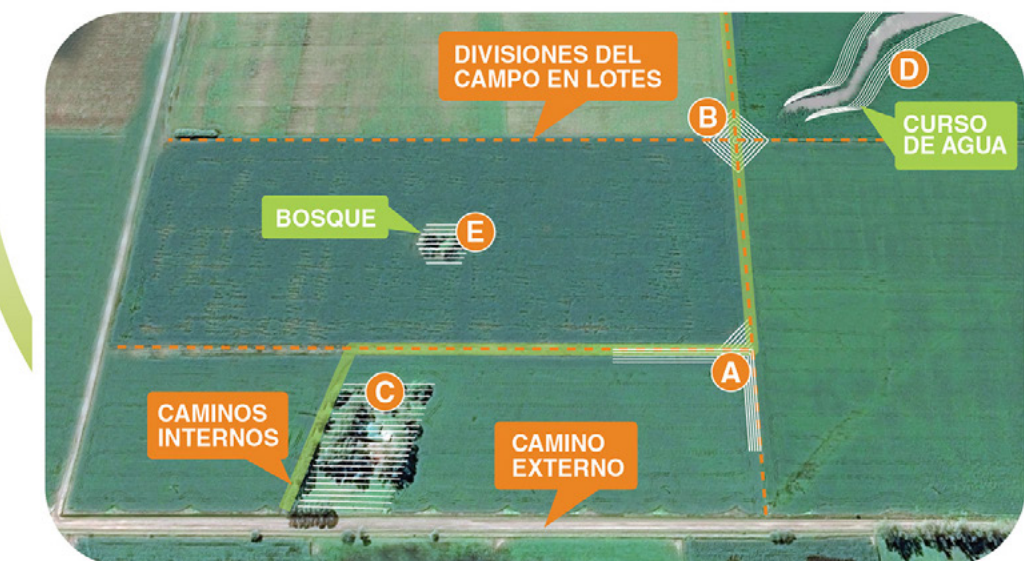 DIVISIONES DEL
CAMPO EN LOTES
B
D
CURSO
DE AGUA
BOSQUE
E
A
C
CAMINOS
INTERNOS
CAMINO
EXTERNO